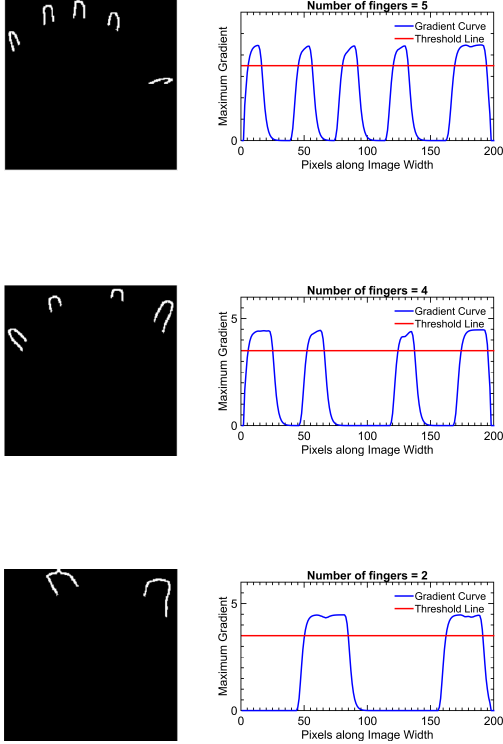 Number of fingers = 5
Gradient Curve
Threshold Line
Maximum Gradient
0
0 50 100 150 200
Pixels along Image Width
Number of fingers = 4
Gradient Curve
Threshold Line
Maximum Gradient
5
0
0 50 100 150 200
Pixels along Image Width
Number of fingers = 2
Gradient Curve
Threshold Line
Maximum Gradient
5
0
0 50 100 150 200
Pixels along Image Width